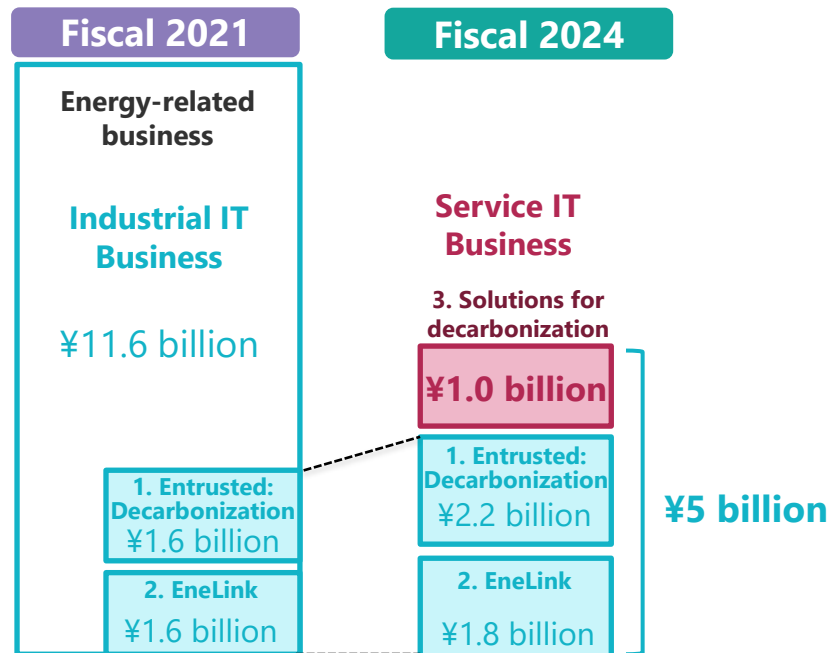 Fiscal 2021
Energy-related
business
Industrial IT
Business
¥11.6 billion
1. Entrusted:
Decarbonization
¥1.6 billion
2. EneLink
¥1.6 billion
Fiscal 2024
Service IT
Business
3. Solutions for
decarbonization
¥1.0 billion
1. Entrusted:
Decarbonization
¥2.2 billion
2. EneLink
¥1.8 billion
¥5 billion